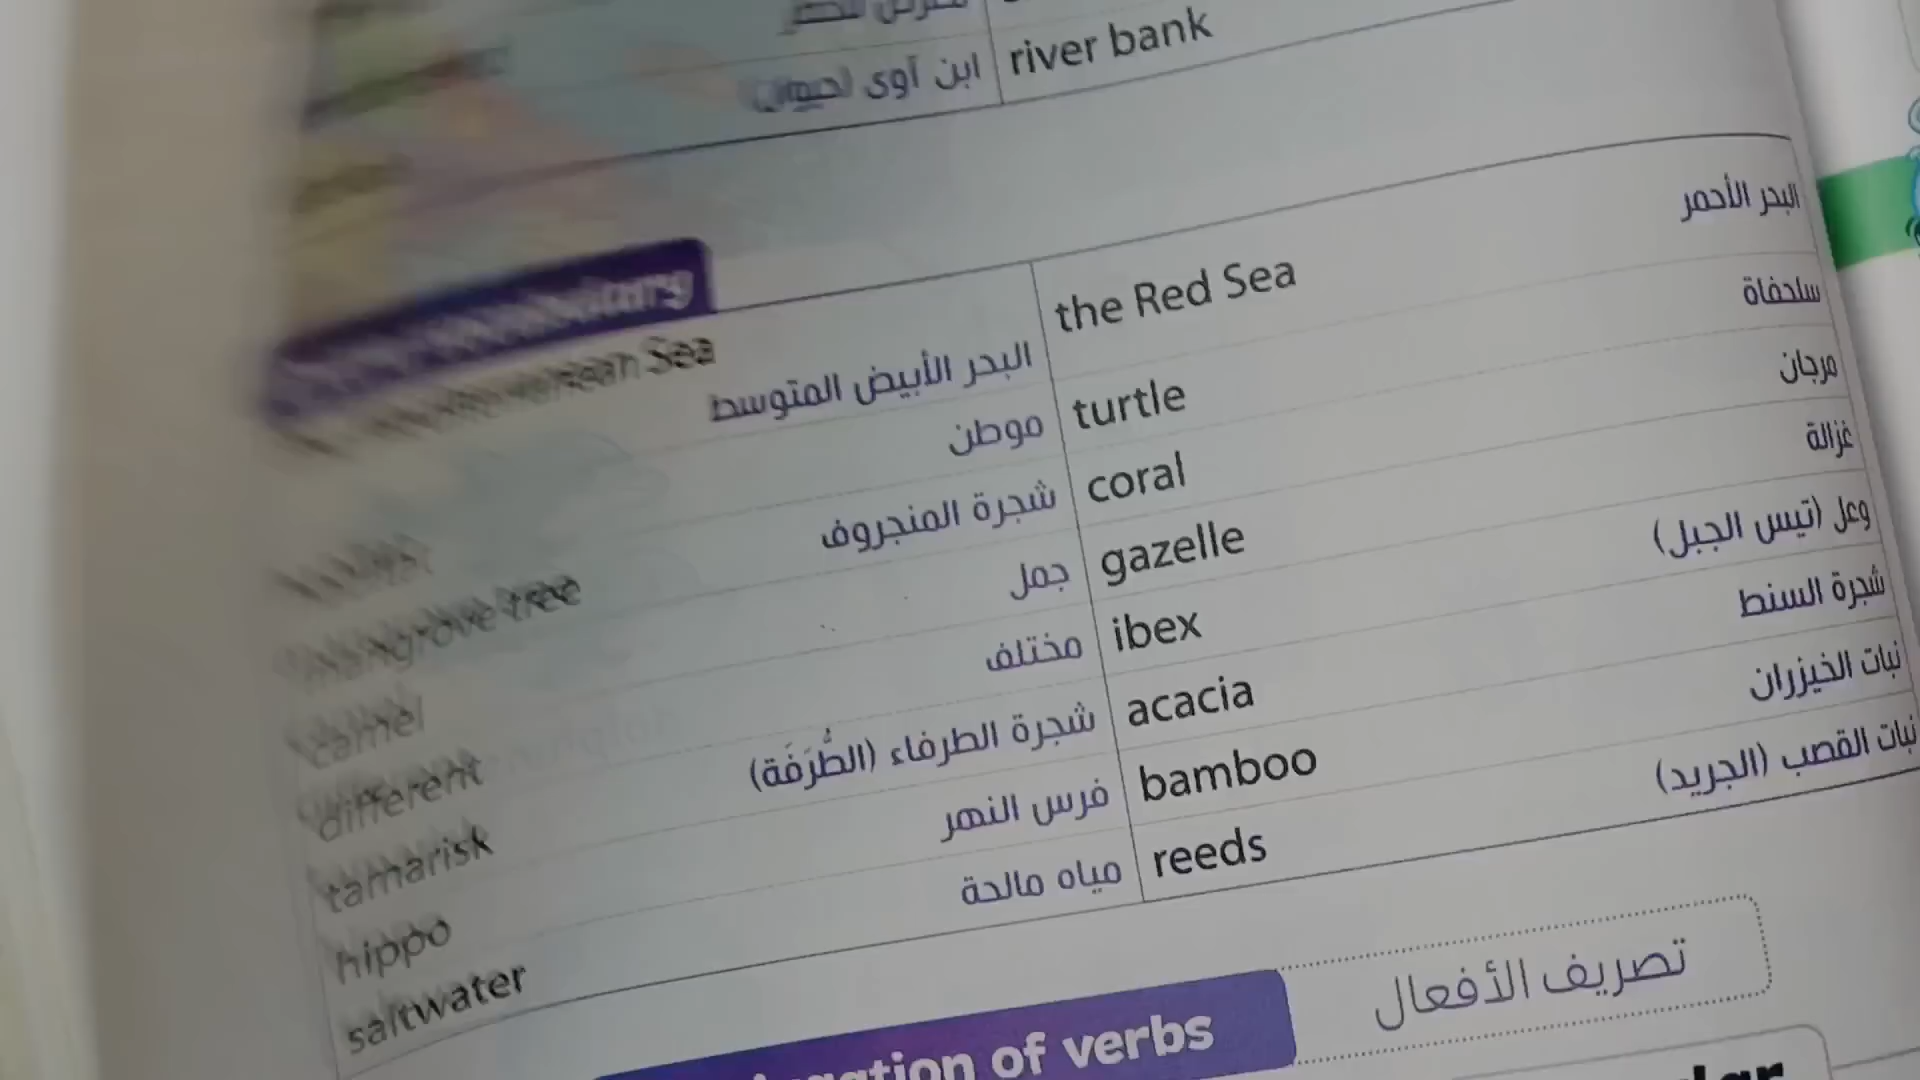 ابن آوى (حيوان) river bank
vocabulary
Sea البحر الأبيض المتوسط the Red Sea البحر الأحمر
موطن turtle سلحفاة
mangrove tree شجرة المنجروف coral مرجان
camel جمل gazelle غزالة
different مختلف ibex وعل (تيس الجبل)
tamarisk شجرة الطرفاء (الطَّرَفَة) acacia شجرة السنط
hippo فرس النهر bamboo نبات الخيزران
saltwater مياه مالحة reeds نبات القصب (الجريد)
of verbs تصريف الأفعال